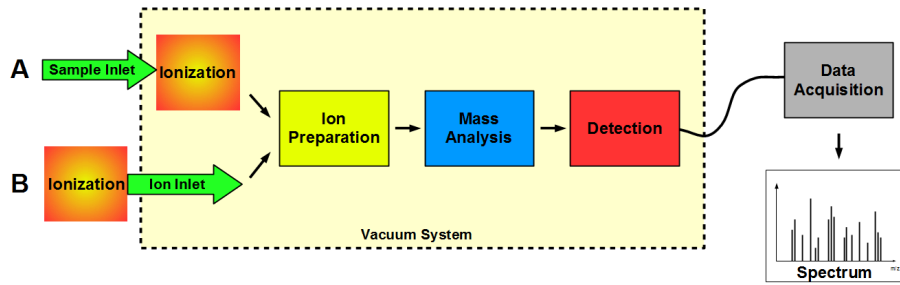 A
Sample Inlet
Ionization
Ion
Preparation
Mass
Analysis
Detection
Data
Acquisition
B
Ionization
Ion Inlet
Vacuum System
m/z
Spectrum